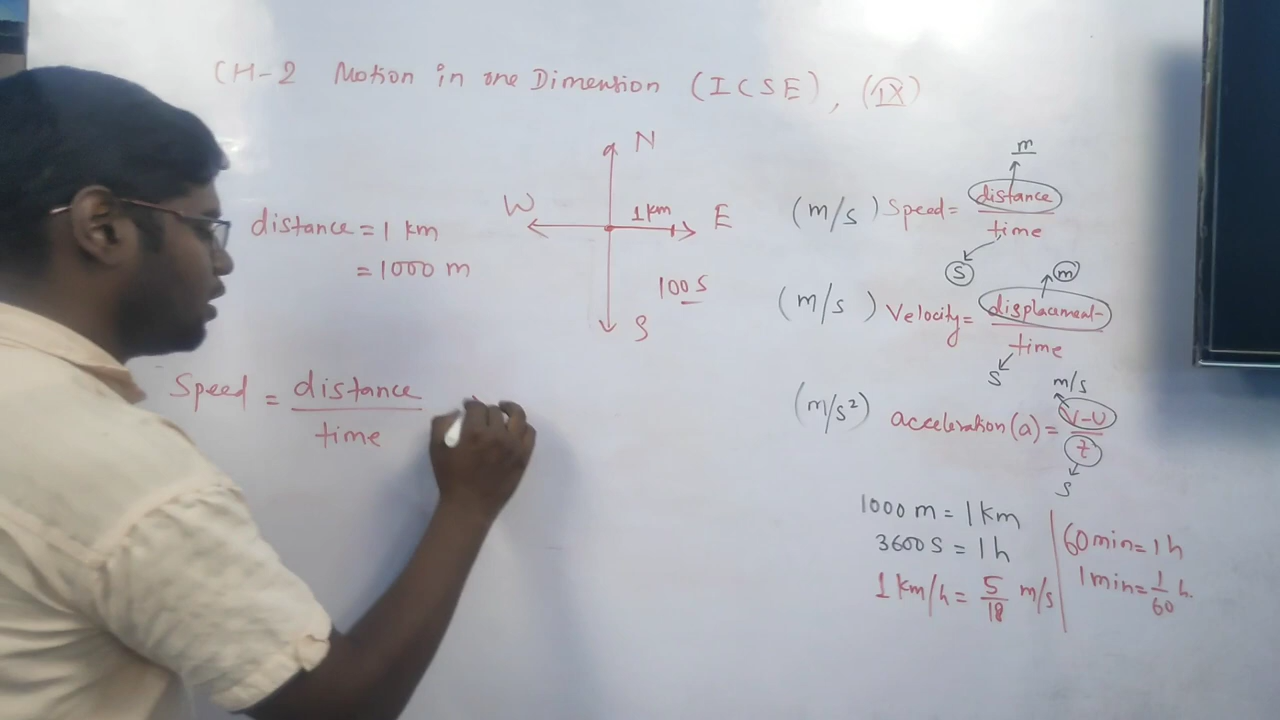 CH-2 Motion in one Dimension (ICSE), (IX)
N
W
1km
E
S
100 S
distance = 1 km
= 1000 m
Speed = distance
time
m
(m/s) Speed = distance
time
S
m
(m/s) Velocity = displacement
time
S
m/s
(m/s²) acceleration (a) = V-U
t
S
1000 m = 1 km
3600 S = 1 h
1 km/h = 5/18 m/s
60 min = 1 h
1 min = 1/60 h.